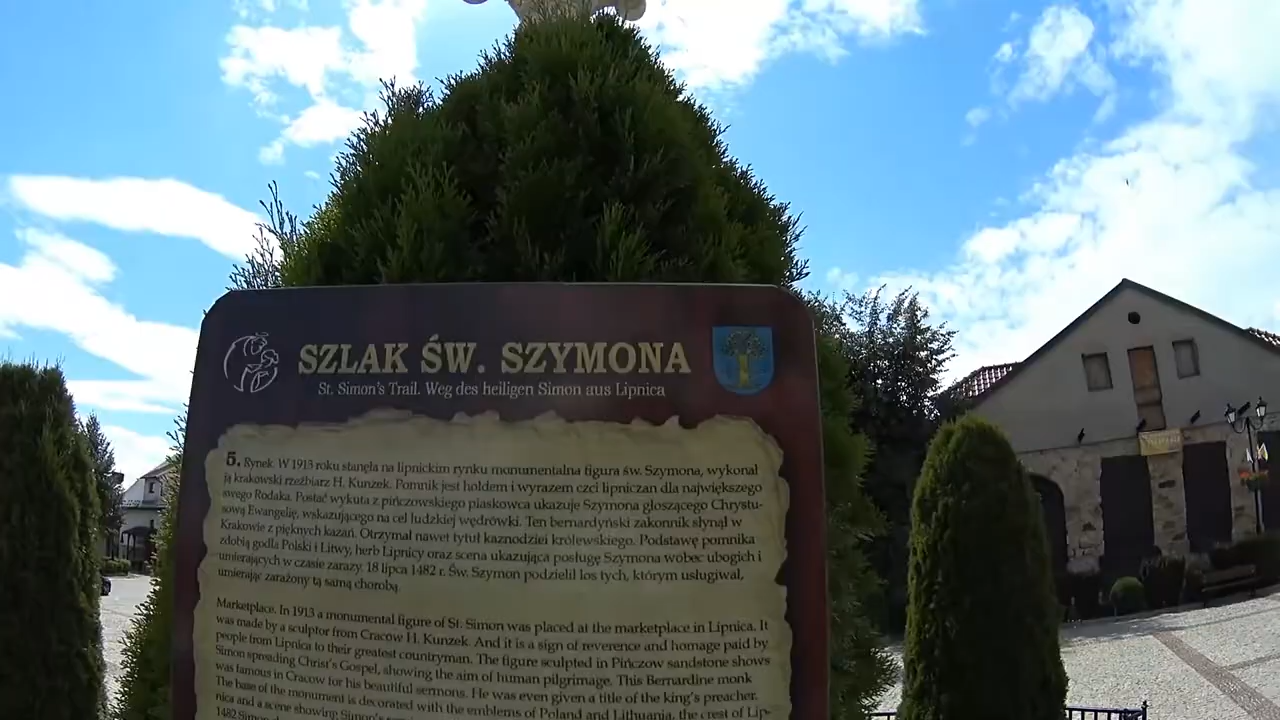 SZLAK ŚW. SZYMONA
St. Simon's Trail. Weg des heiligen Simon aus Lipnica
5. Rynek. W 1913 roku stanęła na lipnickim rynku monumentalna figura św. Szymona, wykonał
ją krakowski rzeźbiarz H. Kunzek. Pomnik jest hołdem i wyrazem czci lipniczan dla największego
swego Rodaka. Postać wykuta z pińczowskiego piaskowca ukazuje Szymona głoszącego Chrystu-
sową Ewangelię, wskazującego na cel ludzkiej wędrówki. Ten bernardyński zakonnik słynął w
Krakowie z pięknych kazań. Otrzymał nawet tytuł kaznodziei królewskiego. Podstawę pomnika
zdobią godła Polski i Litwy, herb Lipnicy oraz scena ukazująca posługę Szymona wobec ubogich i
umierających w czasie zarazy. 18 lipca 1482 r. Św. Szymon podzielił los tych, którym usługiwał,
umierając zarażony tą samą chorobą.
Marketplace. In 1913 a monumental figure of St. Simon was placed at the marketplace in Lipnica. It
was made by a sculptor from Cracow H. Kunzek. And it is a sign of reverence and homage paid by
people from Lipnica to their greatest countryman. The figure sculpted in Pińczow sandstone shows
Simon spreading Christ's Gospel, showing the aim of human pilgrimage. This Bernardine monk
was famous in Cracow for his beautiful sermons. He was even given a title of the king's preacher.
The base of the monument is decorated with the emblems of Poland and Lithuania, the crest of Lip-
nica and a scene showing Simon's
1482 Simon